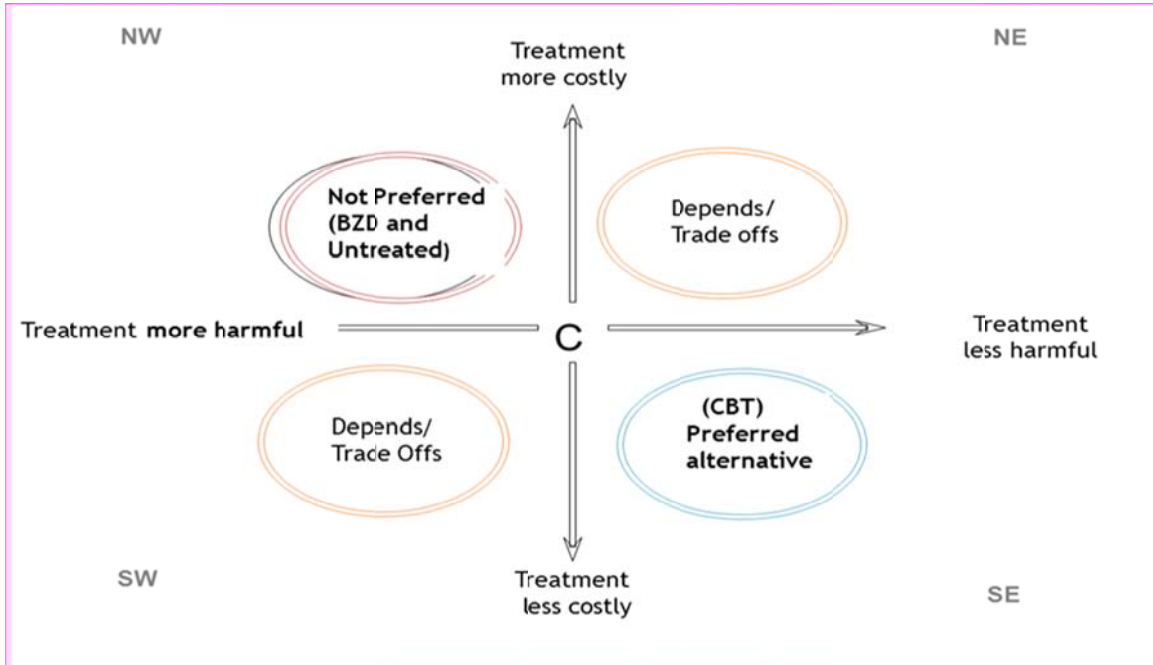 NW
NE
Treatment
more costly
Not Preferred
(BZD and
Untreated)
Depends/
Trade offs
Treatment more harmful
C
Treatment
less harmful
Depends/
Trade Offs
(CBT)
Preferred
alternative
SW
Treatment
less costly
SE